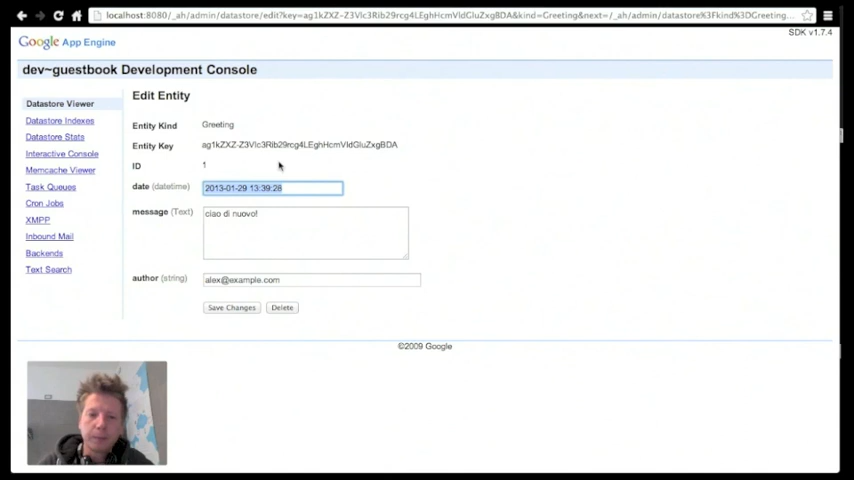 localhost:8080/_ah/admin/datastore/edit?key=ag1kZXZ-Z3Vlc3Rib29rcg4LEghHcmVldGluZxgBDA&kind=Greeting&next=/_ah/admin/datastore%3Fkind%3DGreeting...
SDK v1.7.4
Google App Engine
dev~guestbook Development Console
Datastore Viewer
Datastore Indexes
Datastore Stats
Interactive Console
Memcache Viewer
Task Queues
Cron Jobs
XMPP
Inbound Mail
Backends
Text Search
Edit Entity
Entity Kind Greeting
Entity Key ag1kZXZ-Z3Vlc3Rib29rcg4LEghHcmVldGluZxgBDA
ID 1
date (datetime) 2013-01-29 13:39:28
message (Text) ciao di nuovo!
author (string) alex@example.com
Save Changes Delete
©2009 Google